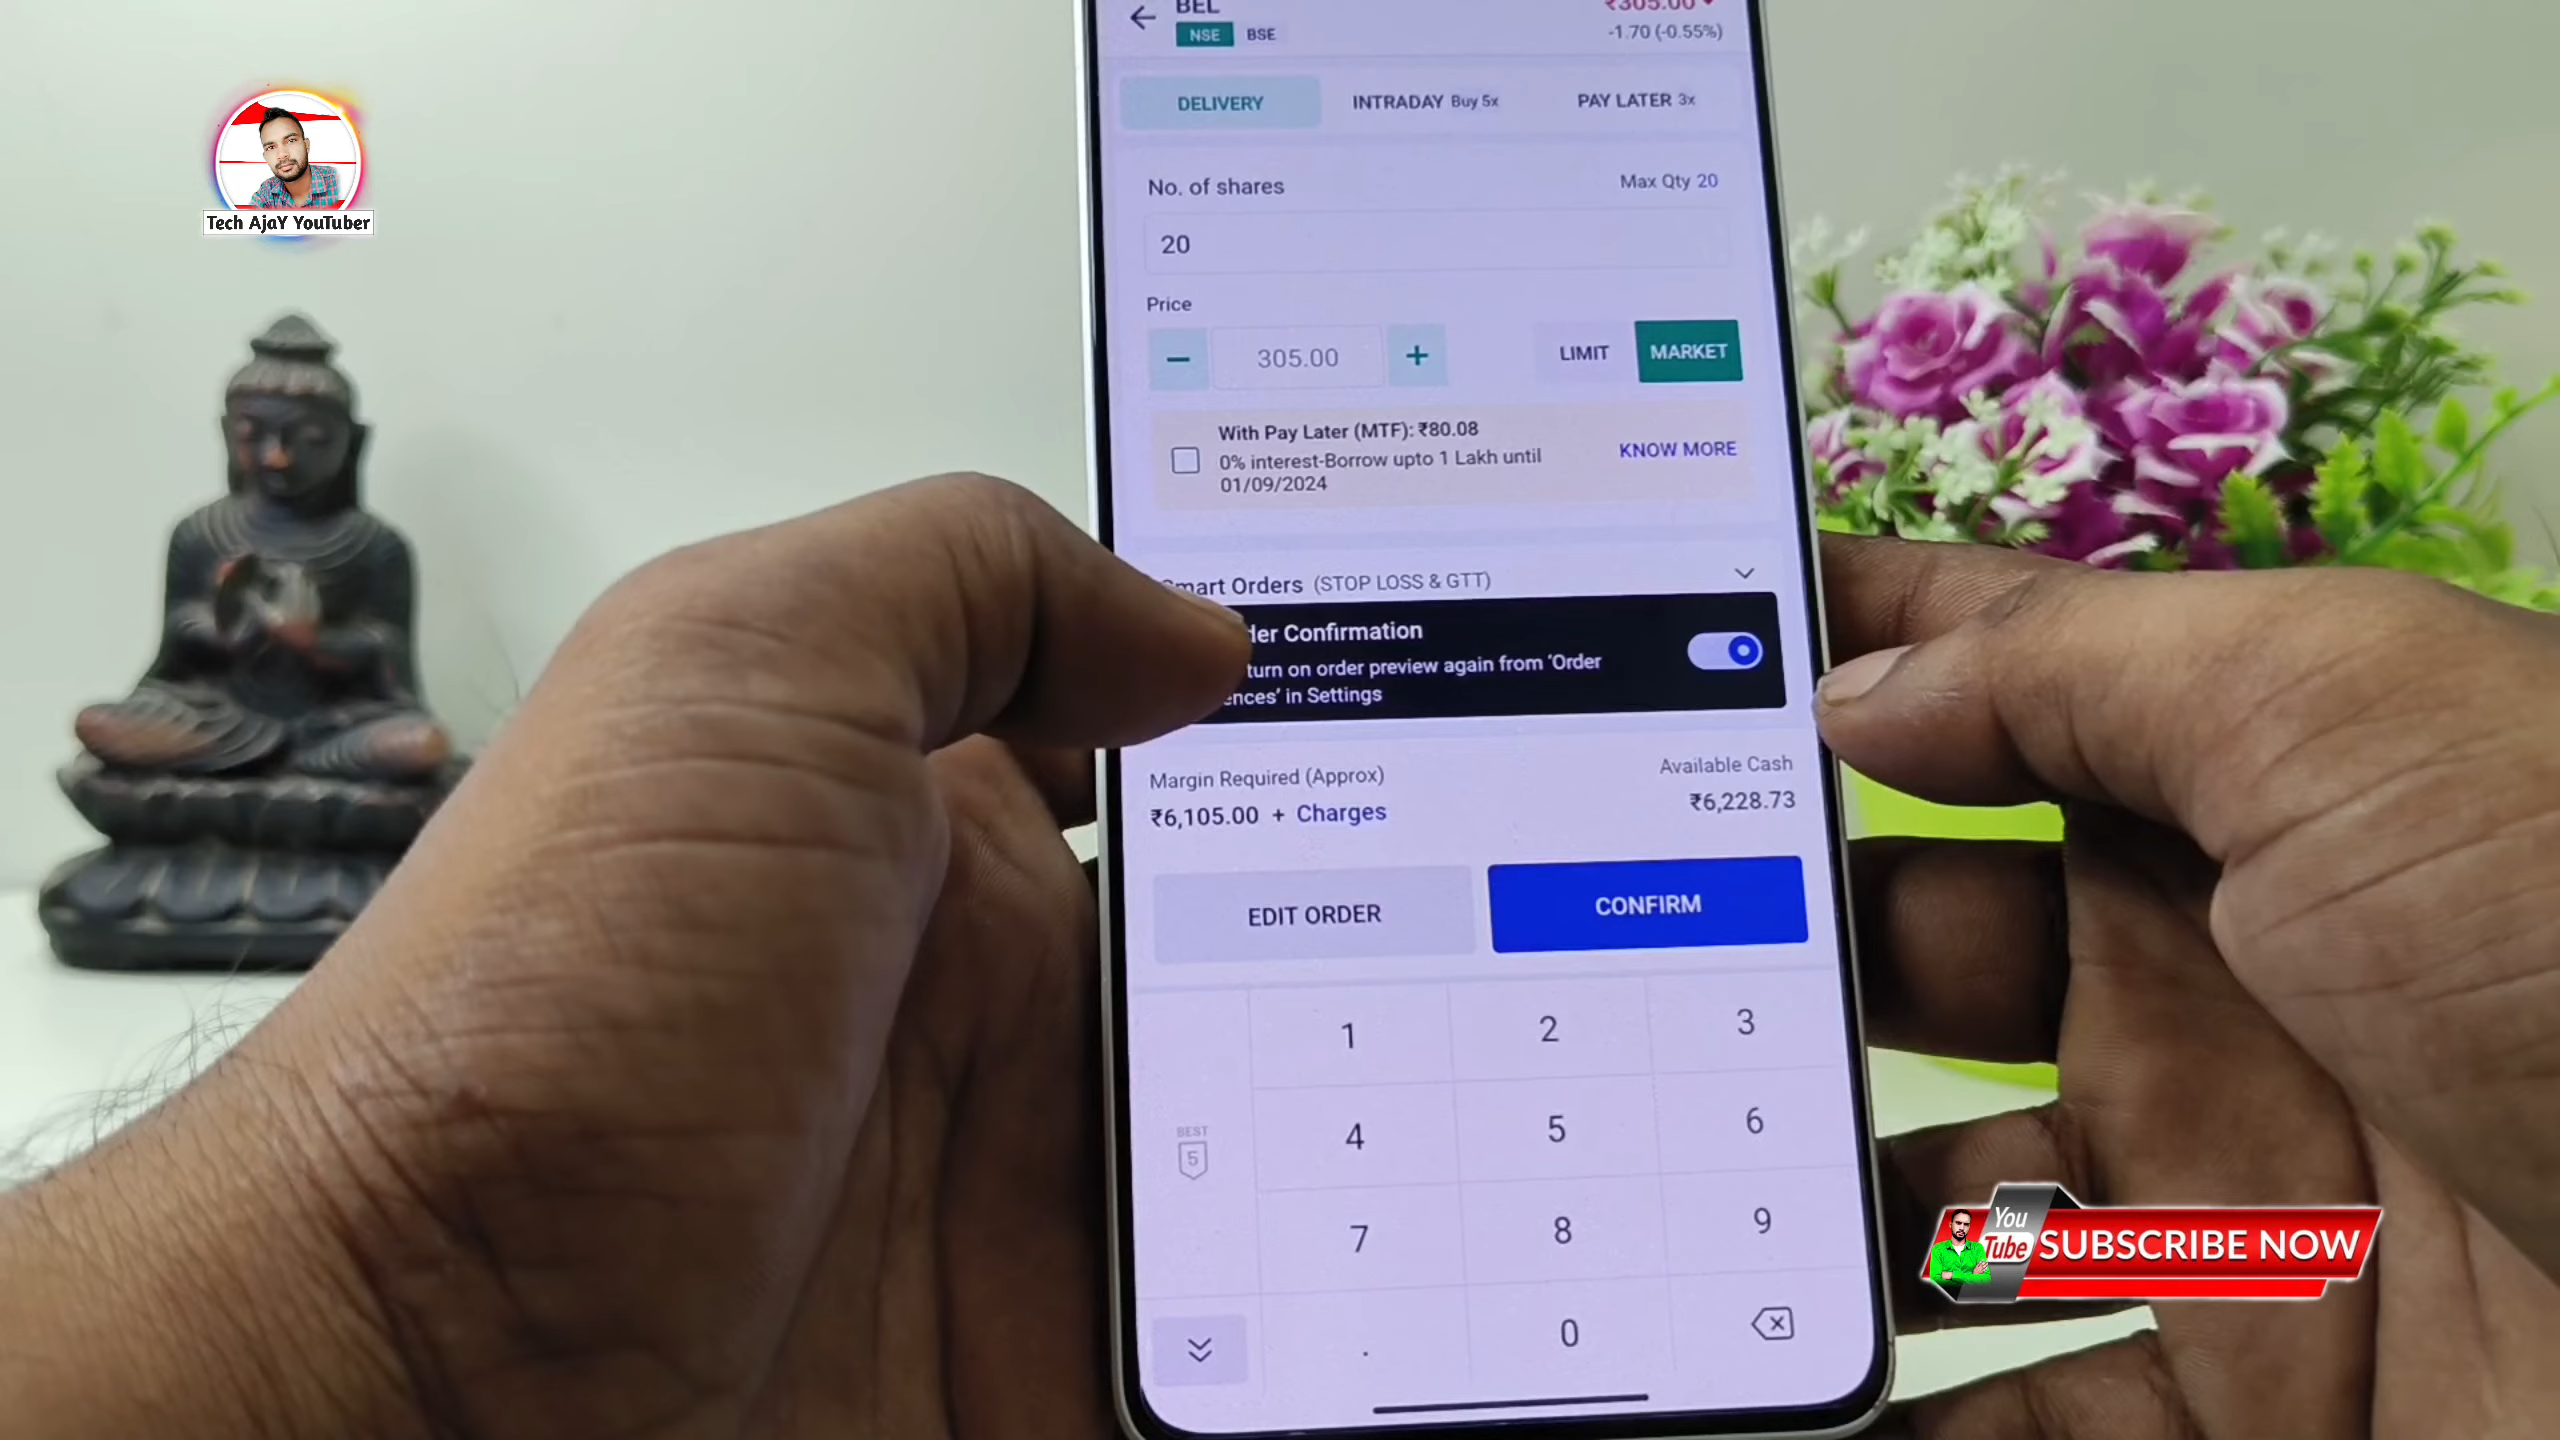 BEL
₹305.00
NSE BSE
-1.70 (-0.55%)
Tech AjaY YouTuber
DELIVERY
INTRADAY Buy 5x
PAY LATER 3x
No. of shares
Max Qty 20
20
Price
305.00
LIMIT
MARKET
With Pay Later (MTF): ₹80.08
0% interest-Borrow upto 1 Lakh until
01/09/2024
KNOW MORE
Orders (STOP LOSS & GTT)
Confirmation
turn on order preview again from 'Order
in Settings
Margin Required (Approx)
Available Cash
₹6,105.00 + Charges
₹6,228.73
EDIT ORDER
CONFIRM
1 2 3
BEST
5
4 5 6
7 8 9
. 0
You
Tube
SUBSCRIBE NOW